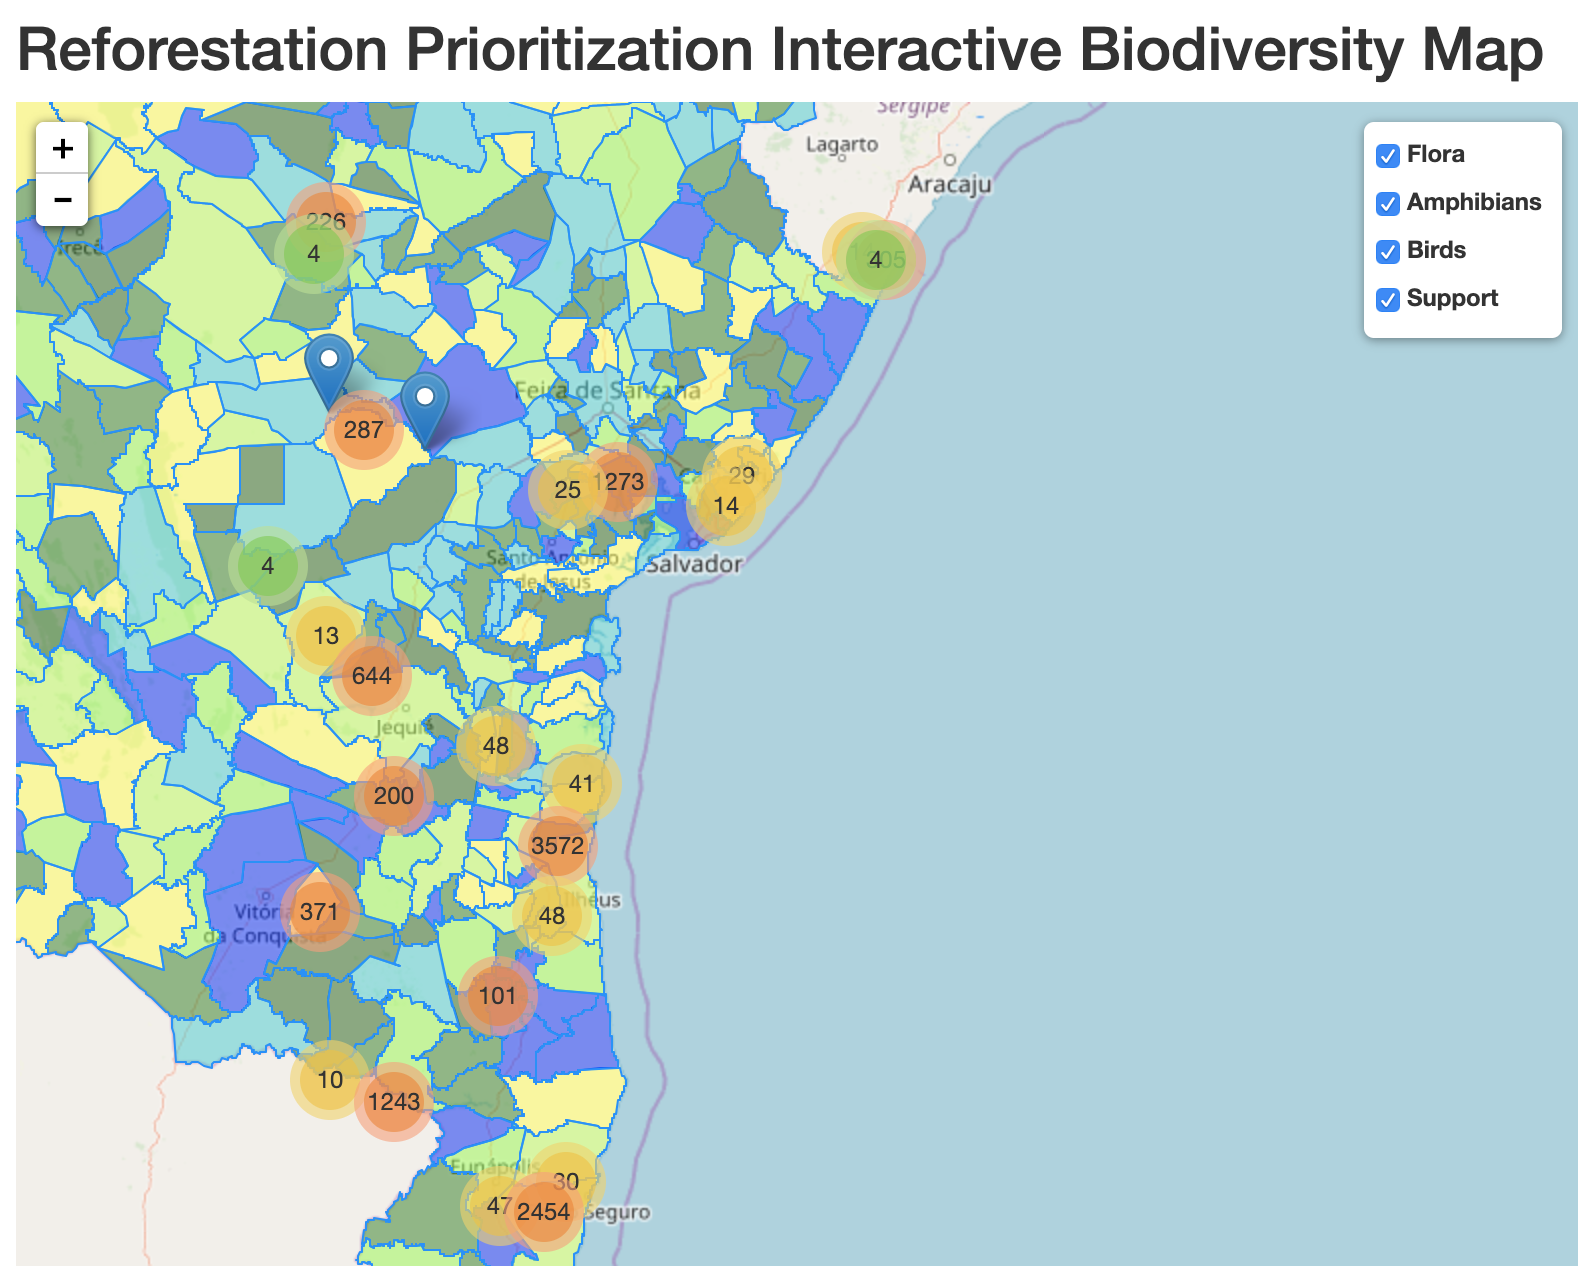 Reforestation Prioritization Interactive Biodiversity Map
+
−
Sergipe
Lagarto
Aracaju
Flora
Amphibians
Birds
Support
226
4
Irecê
4
Feira de Santana
287
29
1273
25
14
Santo Antônio
de Jesus
Salvador
4
13
644
Jequié
48
41
200
3572
Ilhéus
48
371
Vitória
da Conquista
101
10
1243
Eunápolis
30
47
2454
Seguro